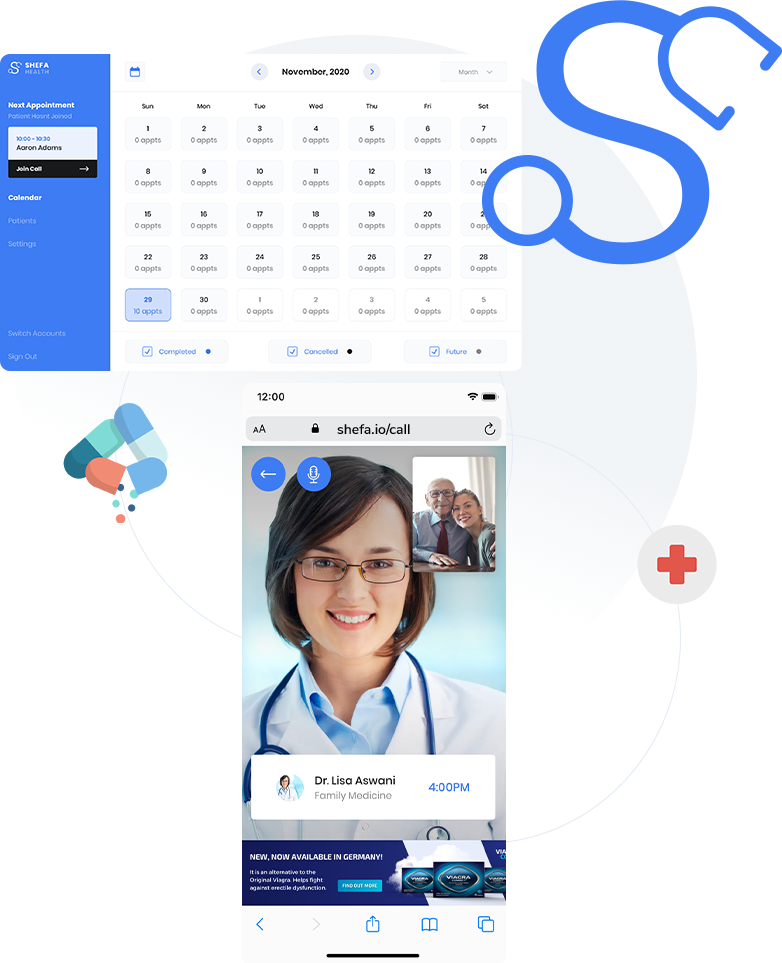 SHEFA
HEALTH
November, 2020
Month
Next Appointment
Patient Hasnt Joined
10:00 - 10:30
Aaron Adams
Join Call
Calendar
Patients
Settings
Switch Accounts
Sign Out
Sun Mon Tue Wed Thu Fri Sat
1 2 3 4 5 6 7
0 appts 0 appts 0 appts 0 appts 0 appts 0 appts 0 appts
8 9 10 11 12 13 14
0 appts 0 appts 0 appts 0 appts 0 appts 0 appts 0 app
15 16 17 18 19 20
0 appts 0 appts 0 appts 0 appts 0 appts 0 appts 0 appts
22 23 24 25 26 27 28
0 appts 0 appts 0 appts 0 appts 0 appts 0 appts 0 appts
29 30 1 2 3 4 5
10 appts 0 appts 0 appts 0 appts 0 appts 0 appts 0 appts
Completed Cancelled Future
12:00
AA shefa.io/call
Dr. Lisa Aswani
Family Medicine
4:00PM
NEW, NOW AVAILABLE IN GERMANY!
It is an alternative to the
Original Viagra. Helps fight
against erectile dysfunction.
FIND OUT MORE
VIAGRA
VIA
CO